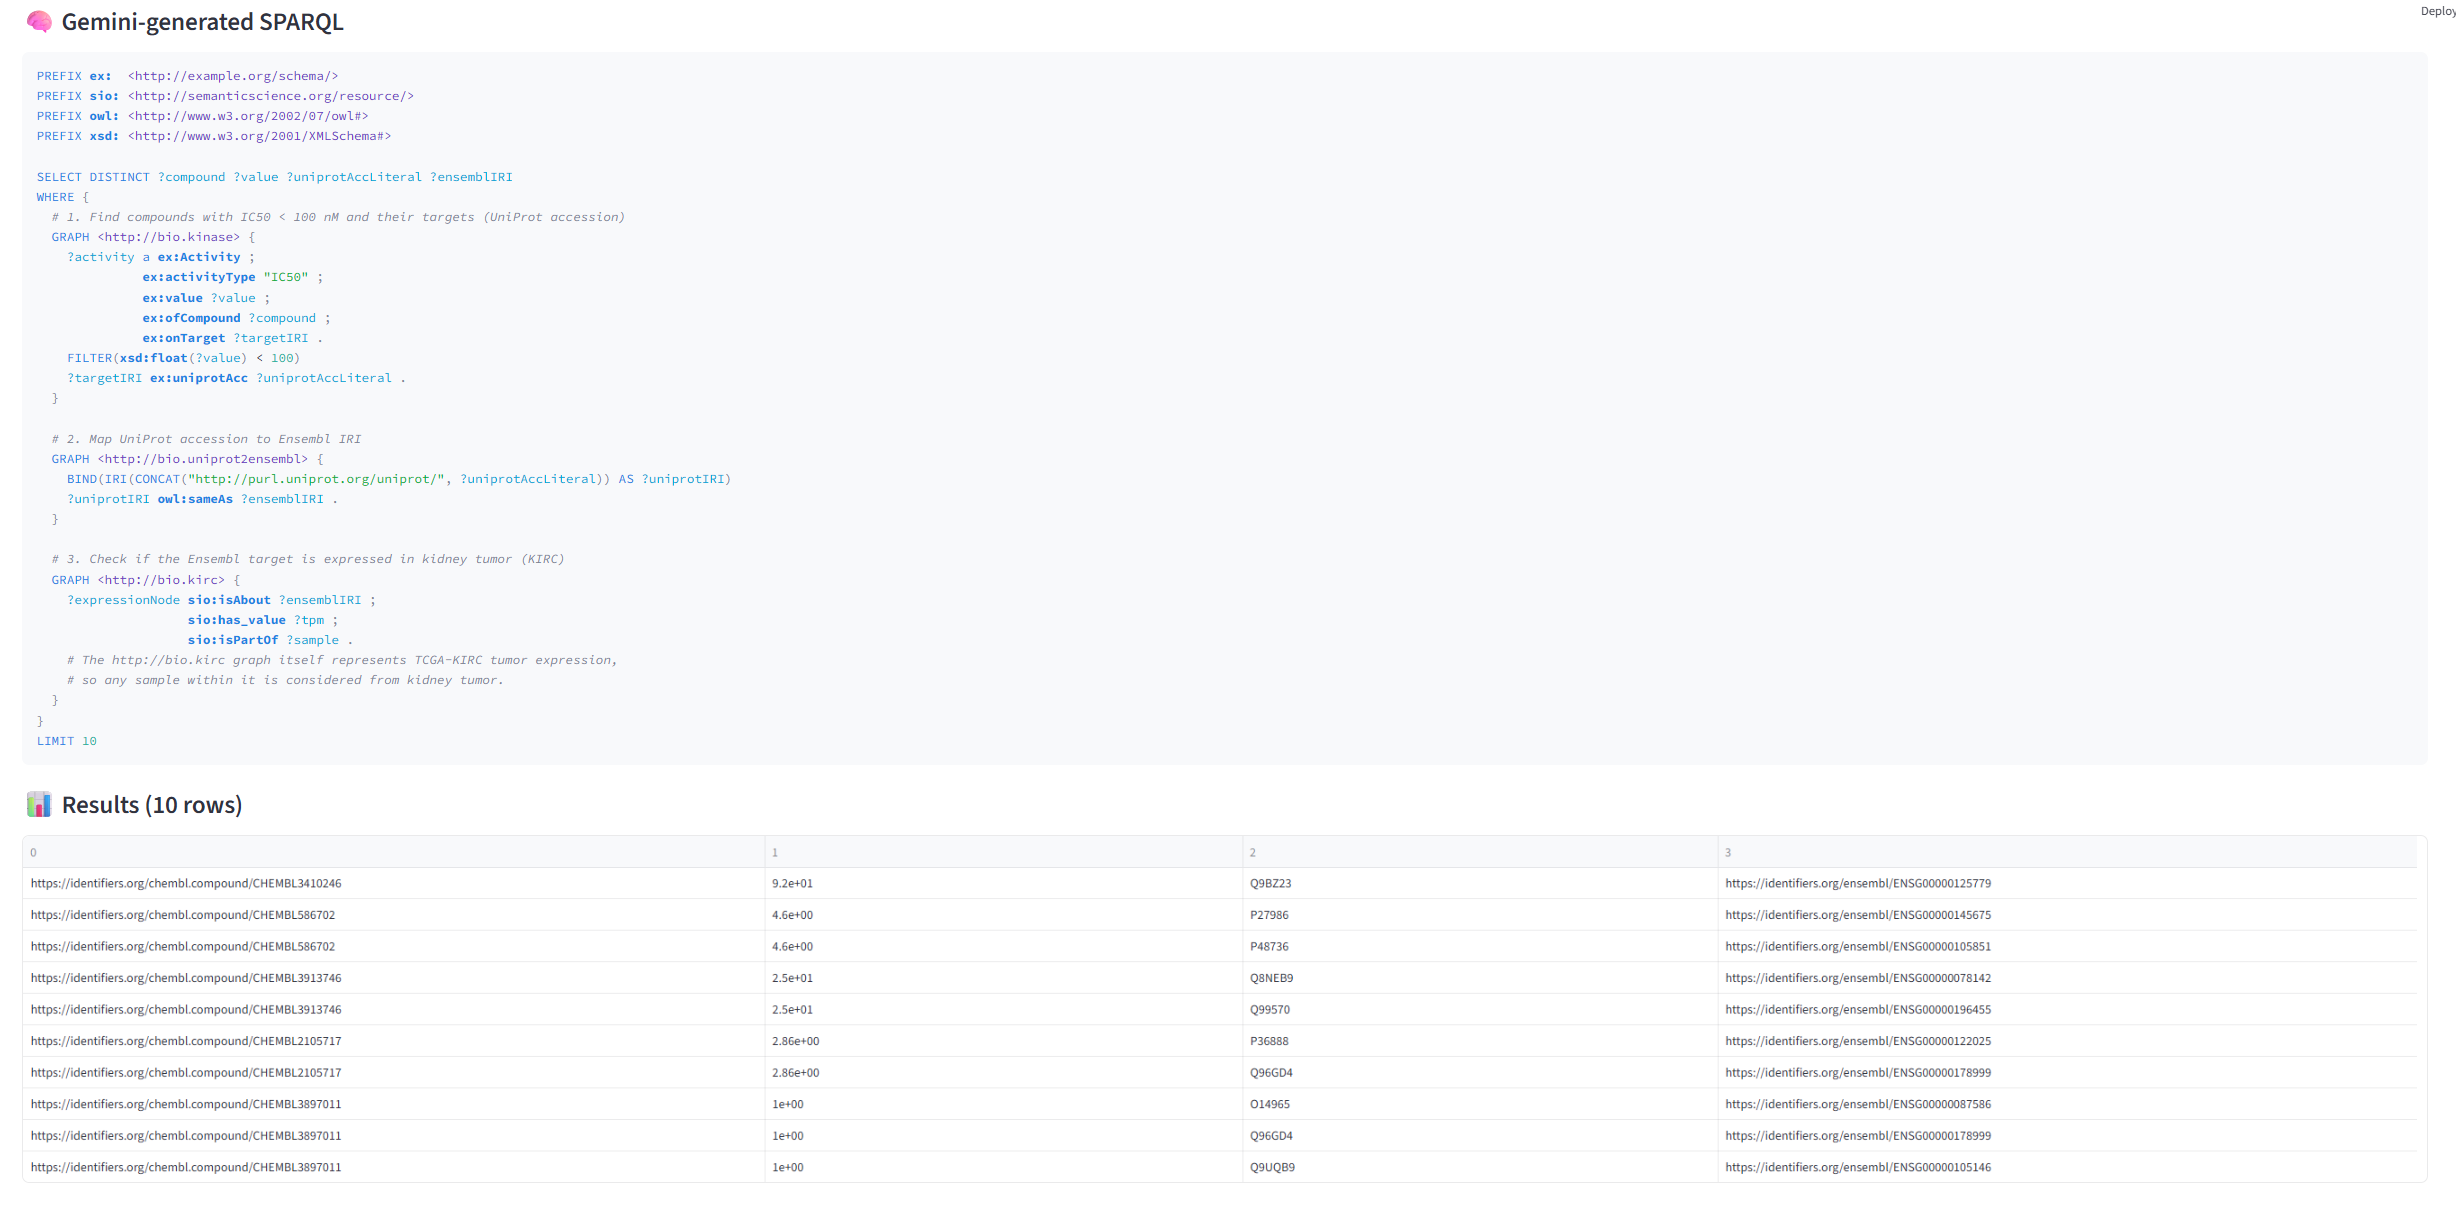 Deploy
Gemini-generated SPARQL
PREFIX ex:  <http://example.org/schema/>
PREFIX sio: <http://semanticscience.org/resource/>
PREFIX owl: <http://www.w3.org/2002/07/owl#>
PREFIX xsd: <http://www.w3.org/2001/XMLSchema#>
SELECT DISTINCT ?compound ?value ?uniprotAccLiteral ?ensemblIRI
WHERE {
  # 1. Find compounds with IC50 < 100 nM and their targets (UniProt accession)
  GRAPH <http://bio.kinase> {
    ?activity a ex:Activity ;
              ex:activityType "IC50" ;
              ex:value ?value ;
              ex:ofCompound ?compound ;
              ex:onTarget ?targetIRI .
    FILTER(xsd:float(?value) < 100)
    ?targetIRI ex:uniprotAcc ?uniprotAccLiteral .
  }
  # 2. Map UniProt accession to Ensembl IRI
  GRAPH <http://bio.uniprot2ensembl> {
    BIND(IRI(CONCAT("http://purl.uniprot.org/uniprot/", ?uniprotAccLiteral)) AS ?uniprotIRI)
    ?uniprotIRI owl:sameAs ?ensemblIRI .
  }
  # 3. Check if the Ensembl target is expressed in kidney tumor (KIRC)
  GRAPH <http://bio.kirc> {
    ?expressionNode sio:isAbout ?ensemblIRI ;
                    sio:has_value ?tpm ;
                    sio:isPartOf ?sample .
    # The http://bio.kirc graph itself represents TCGA-KIRC tumor expression,
    # so any sample within it is considered from kidney tumor.
  }
}
LIMIT 10
Results (10 rows)
0 1 2 3
https://identifiers.org/chembl.compound/CHEMBL3410246 9.2e+01 Q9BZ23 https://identifiers.org/ensembl/ENSG00000125779
https://identifiers.org/chembl.compound/CHEMBL586702 4.6e+00 P27986 https://identifiers.org/ensembl/ENSG00000145675
https://identifiers.org/chembl.compound/CHEMBL586702 4.6e+00 P48736 https://identifiers.org/ensembl/ENSG00000105851
https://identifiers.org/chembl.compound/CHEMBL3913746 2.5e+01 Q8NEB9 https://identifiers.org/ensembl/ENSG00000078142
https://identifiers.org/chembl.compound/CHEMBL3913746 2.5e+01 Q99570 https://identifiers.org/ensembl/ENSG00000196455
https://identifiers.org/chembl.compound/CHEMBL2105717 2.86e+00 P36888 https://identifiers.org/ensembl/ENSG00000122025
https://identifiers.org/chembl.compound/CHEMBL2105717 2.86e+00 Q96GD4 https://identifiers.org/ensembl/ENSG00000178999
https://identifiers.org/chembl.compound/CHEMBL3897011 1e+00 O14965 https://identifiers.org/ensembl/ENSG00000087586
https://identifiers.org/chembl.compound/CHEMBL3897011 1e+00 Q96GD4 https://identifiers.org/ensembl/ENSG00000178999
https://identifiers.org/chembl.compound/CHEMBL3897011 1e+00 Q9UQB9 https://identifiers.org/ensembl/ENSG00000105146